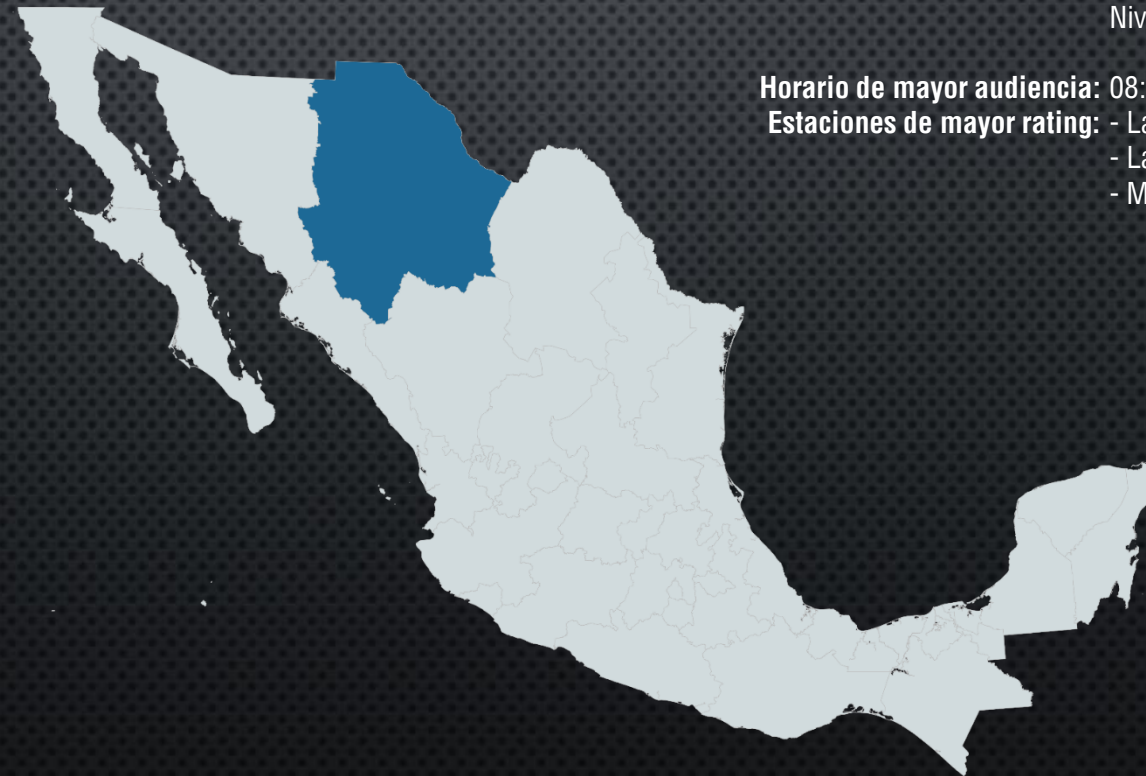 Niv
Horario de mayor audiencia: 08:
Estaciones de mayor rating: - La
- La
- M